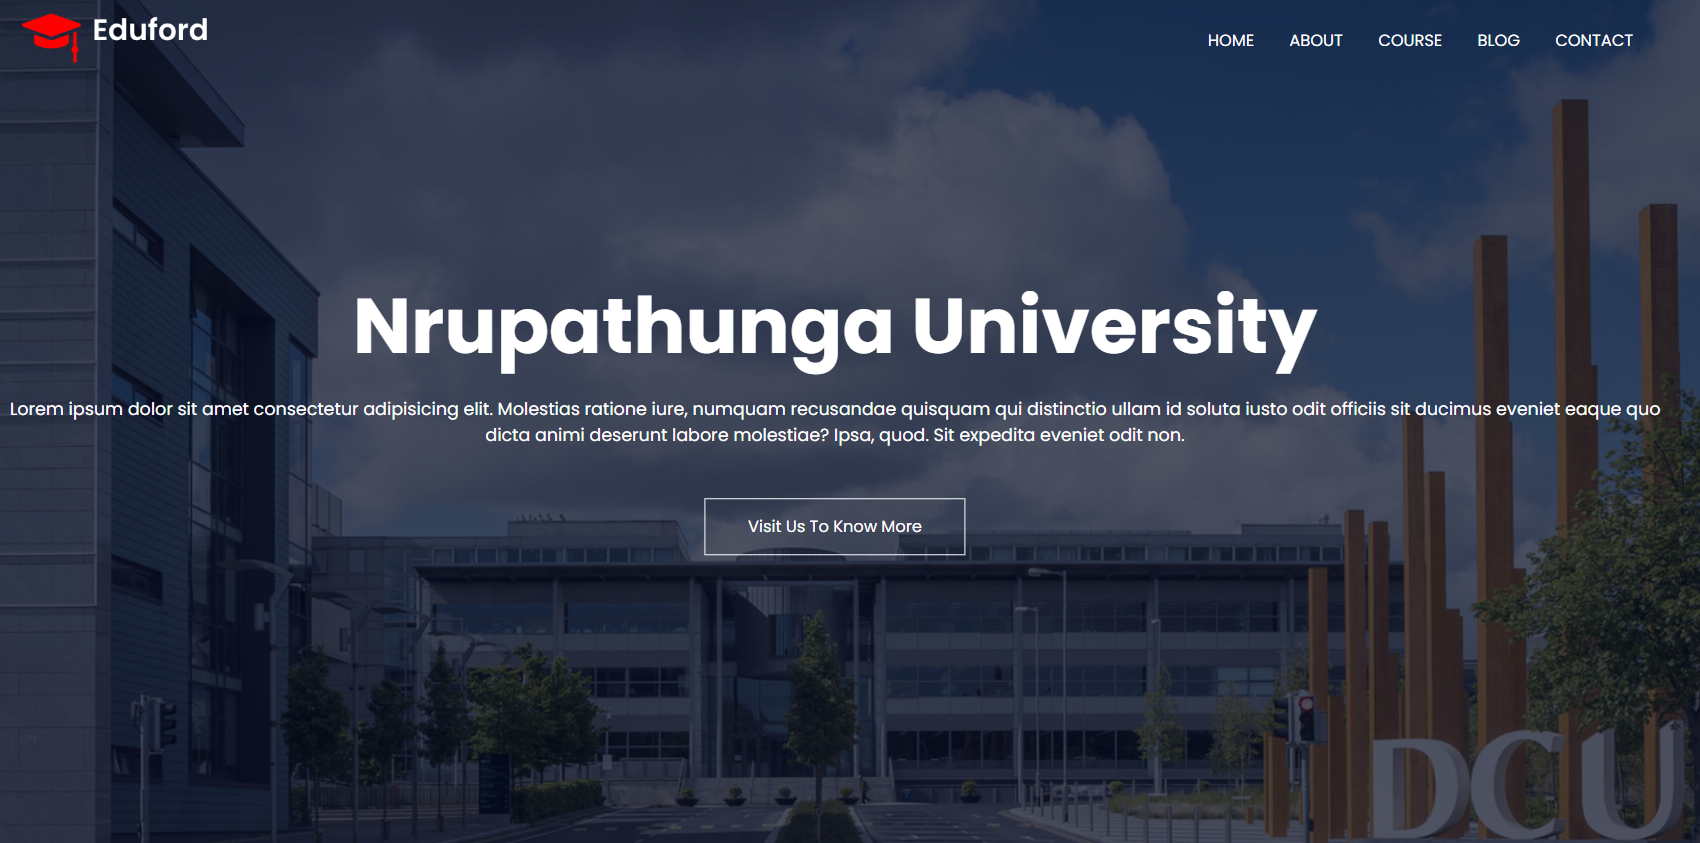 Eduford
HOME ABOUT COURSE BLOG CONTACT
Nrupathunga University
Lorem ipsum dolor sit amet consectetur adipisicing elit. Molestias ratione iure, numquam recusandae quisquam qui distinctio ullam id soluta iusto odit officiis sit ducimus eveniet eaque quo
dicta animi deserunt labore molestiae? Ipsa, quod. Sit expedita eveniet odit non.
Visit Us To Know More
DCU